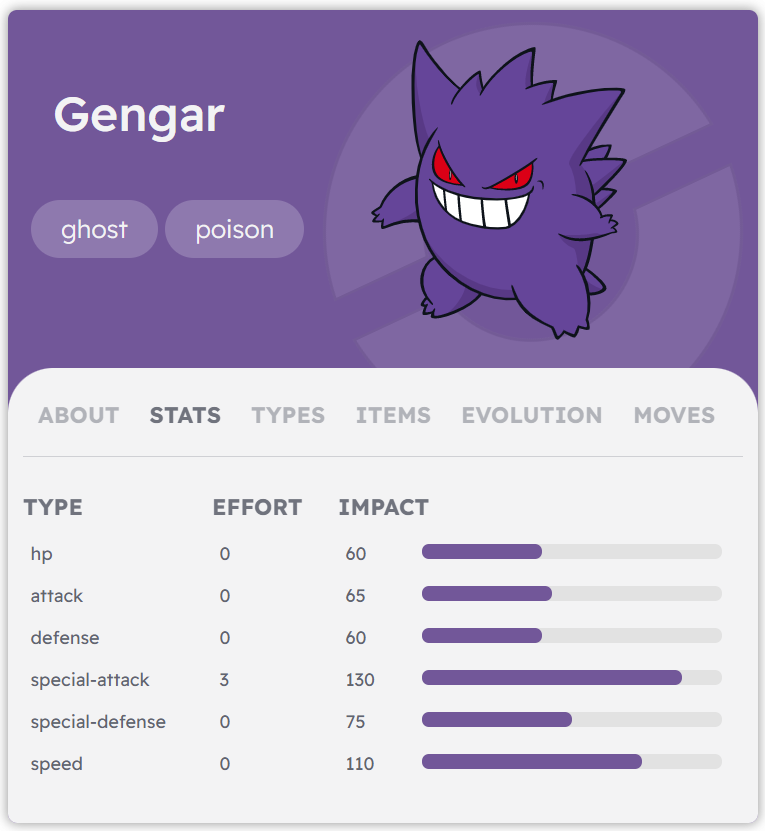 Gengar
ghost poison
ABOUT STATS TYPES ITEMS EVOLUTION MOVES
TYPE EFFORT IMPACT
hp 0 60
attack 0 65
defense 0 60
special-attack 3 130
special-defense 0 75
speed 0 110